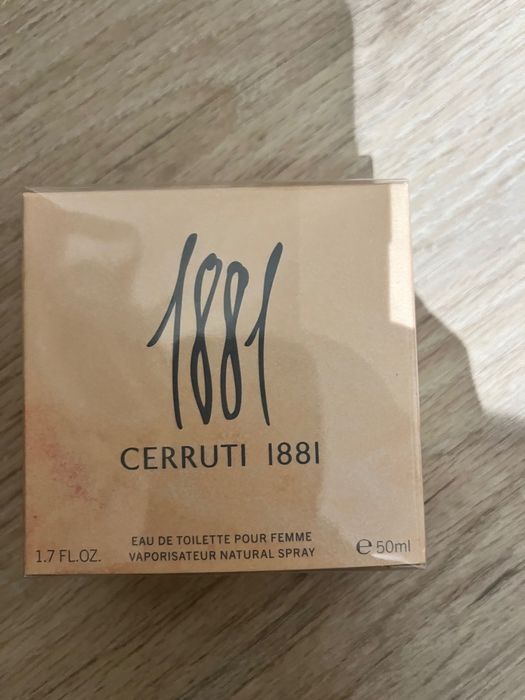 1881
CERRUTI 1881
EAU DE TOILETTE POUR FEMME
1.7 FL.OZ. VAPORISATEUR NATURAL SPRAY ℮ 50ml